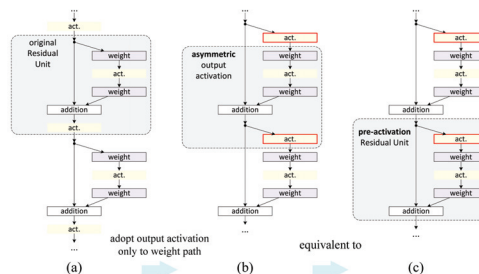 ...
act.
original
Residual
Unit
weight
act.
weight
addition
act.
weight
act.
weight
addition
act.
...
(a)
adopt output activation
only to weight path
...
act.
asymmetric
output
activation
weight
act.
weight
addition
act.
weight
act.
weight
addition
...
(b)
equivalent to
...
act.
weight
act.
weight
addition
pre-activation
Residual Unit
act.
weight
act.
weight
addition
...
(c)